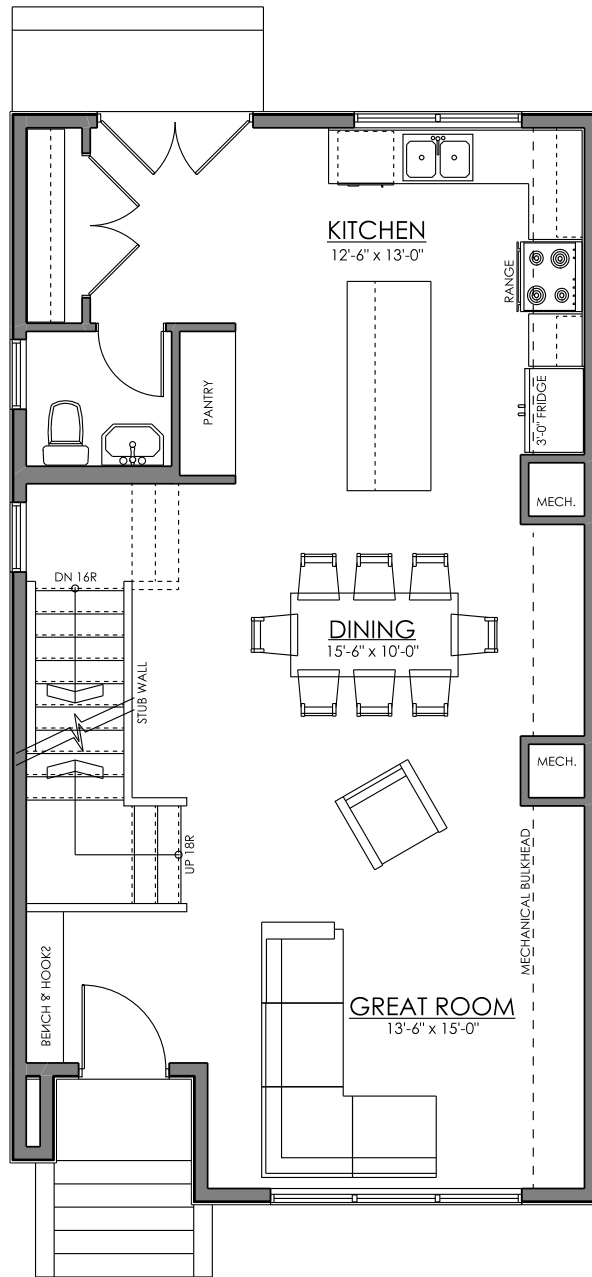 KITCHEN
12'-6" x 13'-0"
RANGE
PANTRY
3'-0" FRIDGE
MECH.
DN 16R
DINING
15'-6" x 10'-0"
STUB WALL
MECH.
UP 18R
MECHANICAL BULKHEAD
BENCH & HOOK2
GREAT ROOM
13'-6" x 15'-0"